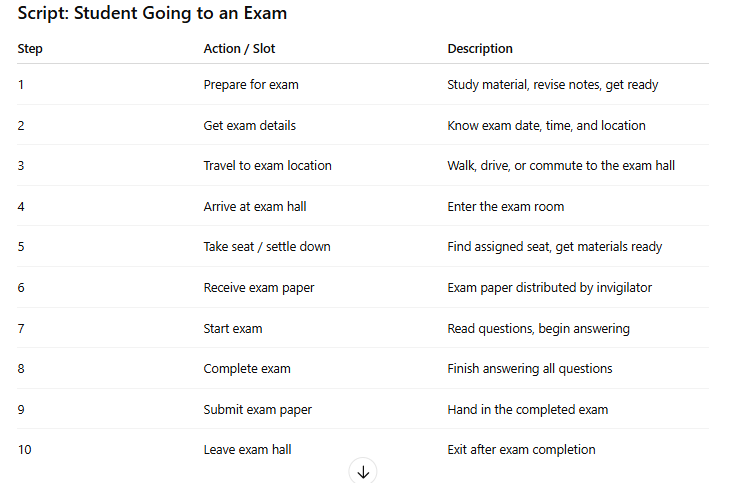 Script: Student Going to an Exam
Step Action / Slot Description
1 Prepare for exam Study material, revise notes, get ready
2 Get exam details Know exam date, time, and location
3 Travel to exam location Walk, drive, or commute to the exam hall
4 Arrive at exam hall Enter the exam room
5 Take seat / settle down Find assigned seat, get materials ready
6 Receive exam paper Exam paper distributed by invigilator
7 Start exam Read questions, begin answering
8 Complete exam Finish answering all questions
9 Submit exam paper Hand in the completed exam
10 Leave exam hall Exit after exam completion